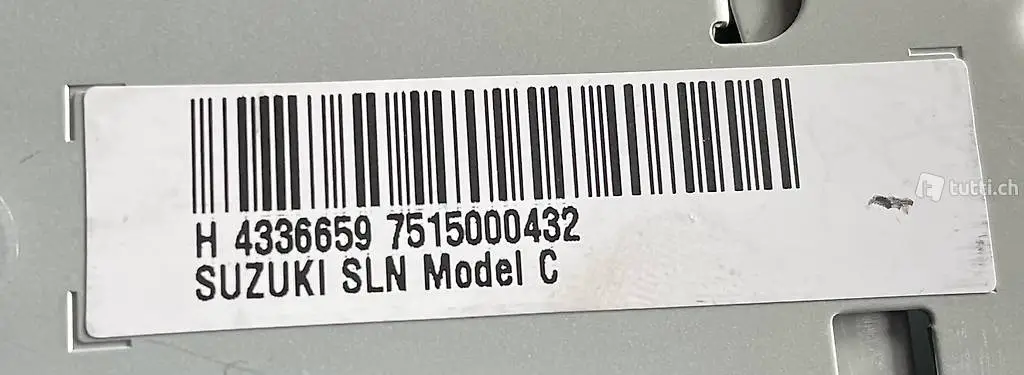 H 4336659 7515000432
SUZUKI SLN Model C
tutti.ch